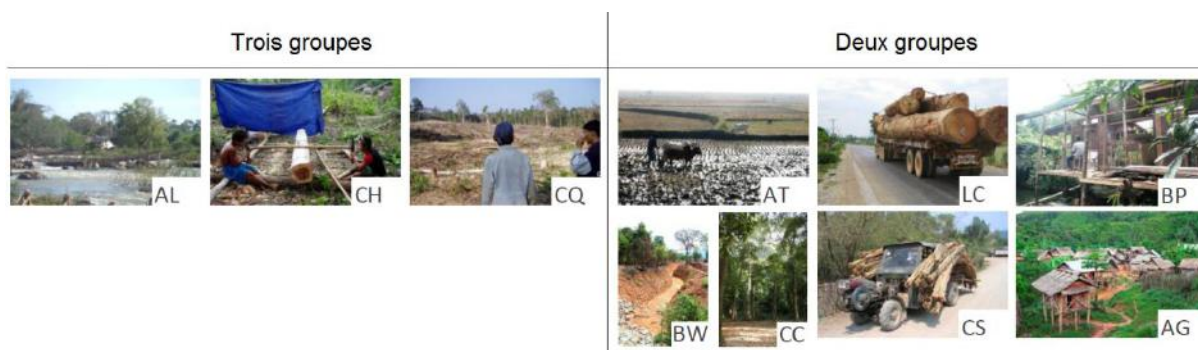 Trois groupes
Deux groupes
AL
CH
CQ
AT
LC
BP
BW
CC
CS
AG